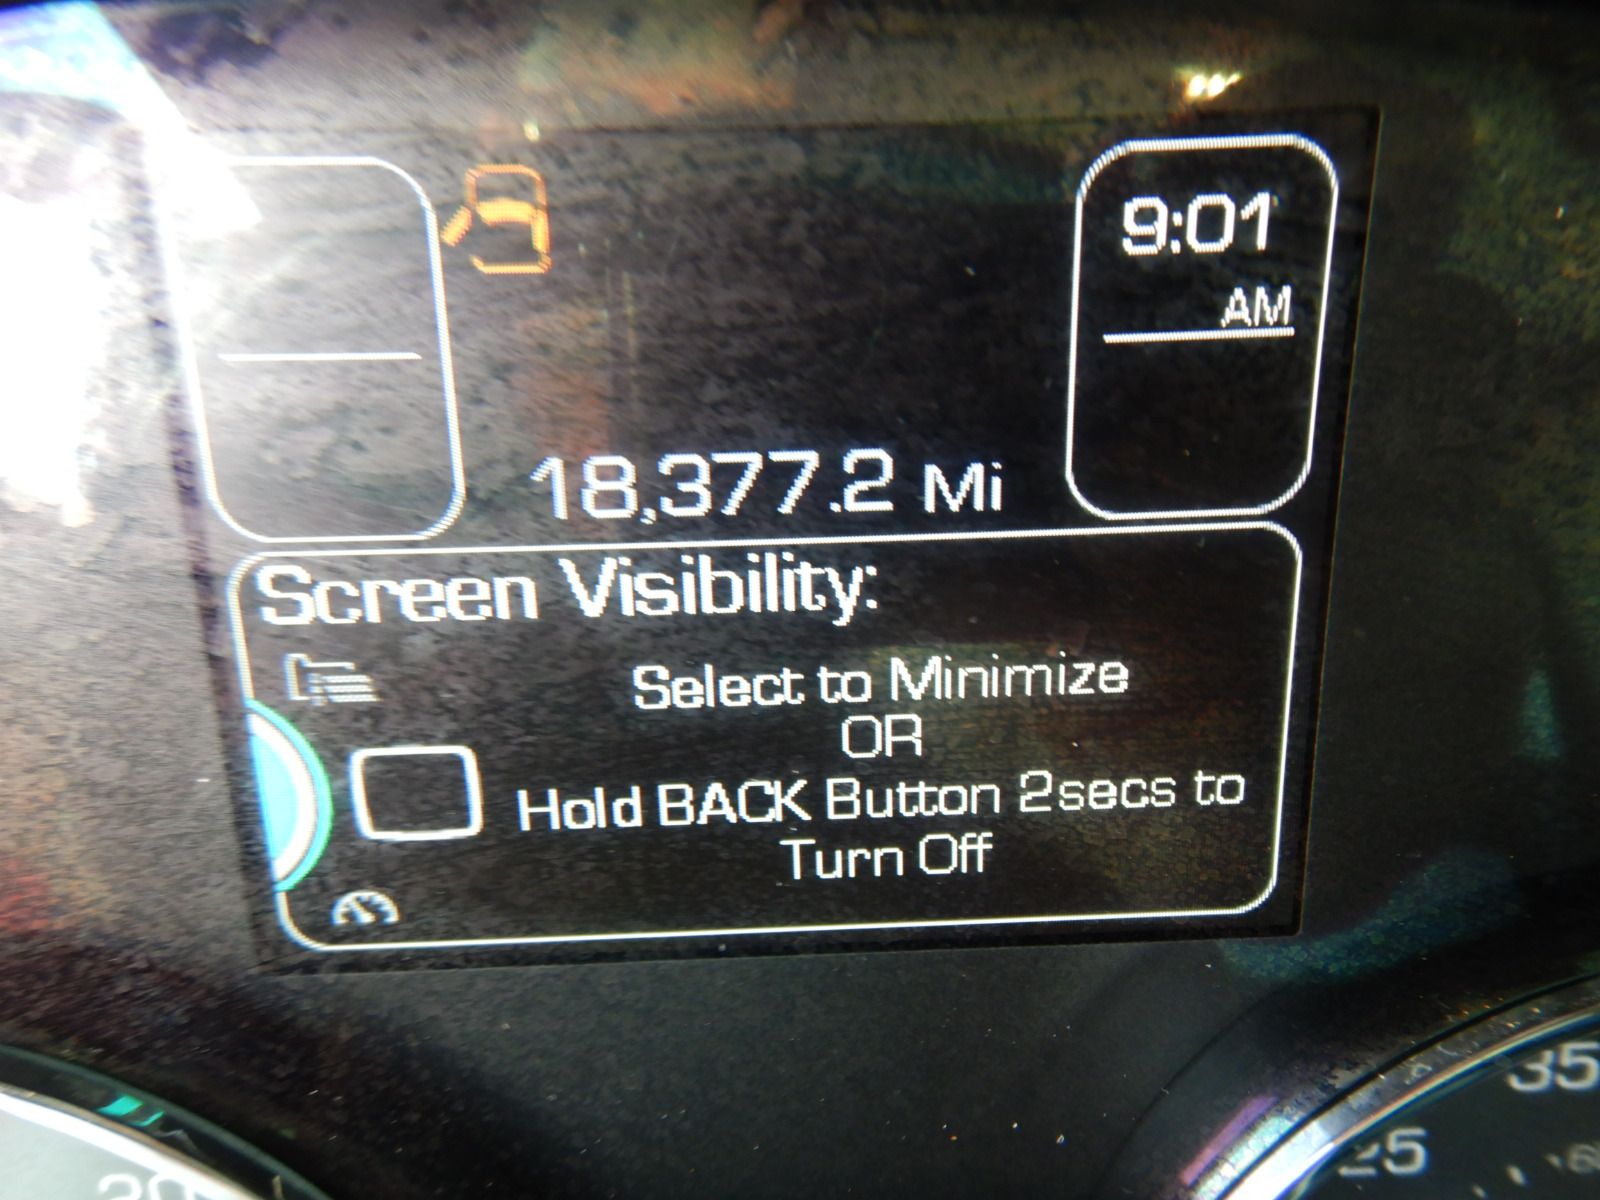 9:01
AM
18,377.2 Mi
Screen Visibility:
Select to Minimize
OR
Hold BACK Button 2secs to
Turn Off
35
25